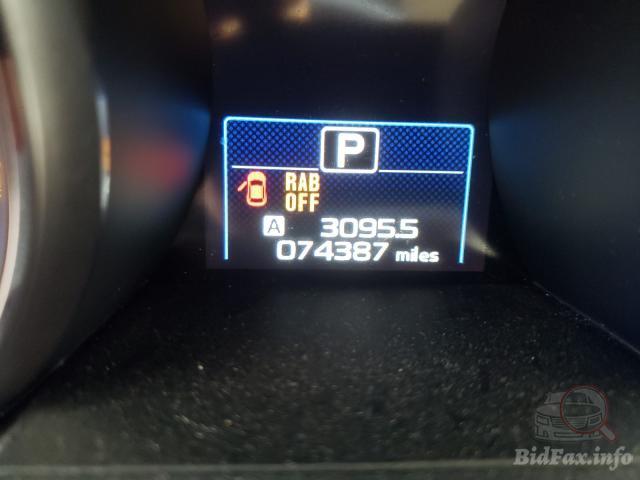 P
RAB
OFF
A 3095.5
074387 miles
BidFax.info